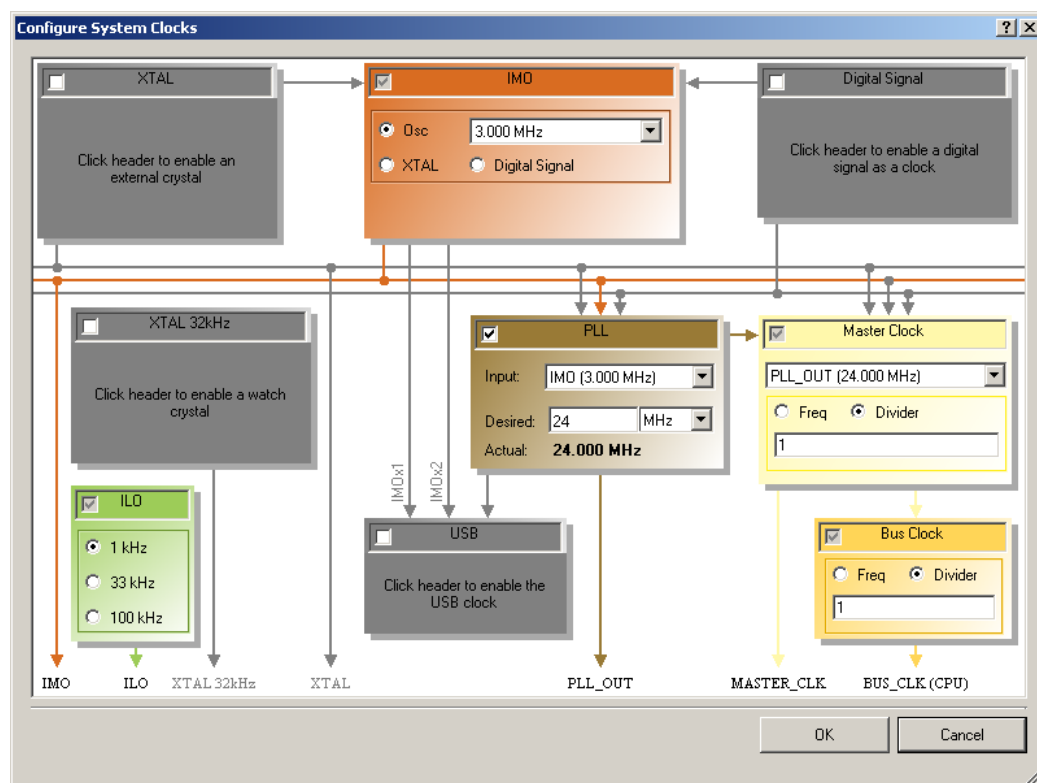 Configure System Clocks
XTAL
Click header to enable an
external crystal
IMO
Osc
3.000 MHz
XTAL
Digital Signal
Digital Signal
Click header to enable a digital
signal as a clock
XTAL 32kHz
Click header to enable a watch
crystal
PLL
Input:
IMO (3.000 MHz)
Desired:
24
MHz
Actual:
24.000 MHz
Master Clock
PLL_OUT (24.000 MHz)
Freq
Divider
1
IMOx1
IMOx2
ILO
1 kHz
33 kHz
100 kHz
USB
Click header to enable the
USB clock
Bus Clock
Freq
Divider
1
IMO
ILO
XTAL 32kHz
XTAL
PLL_OUT
MASTER_CLK
BUS_CLK (CPU)
OK
Cancel